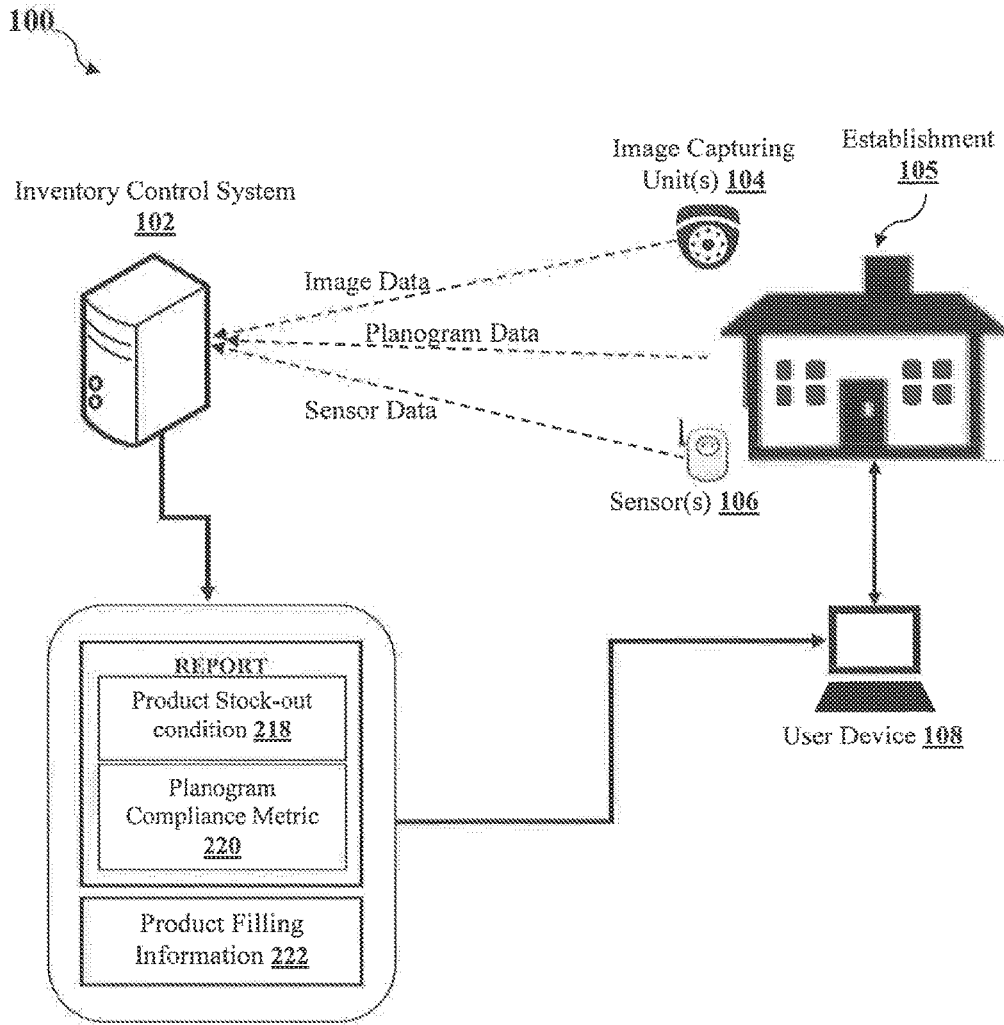 100
Image Capturing
Unit(s) 104
Establishment
105
Inventory Control System
102
Image Data
Planogram Data
Sensor Data
Sensor(s) 106
REPORT
Product Stock-out
condition 218
Planogram
Compliance Metric
220
Product Filling
Information 222
User Device 108